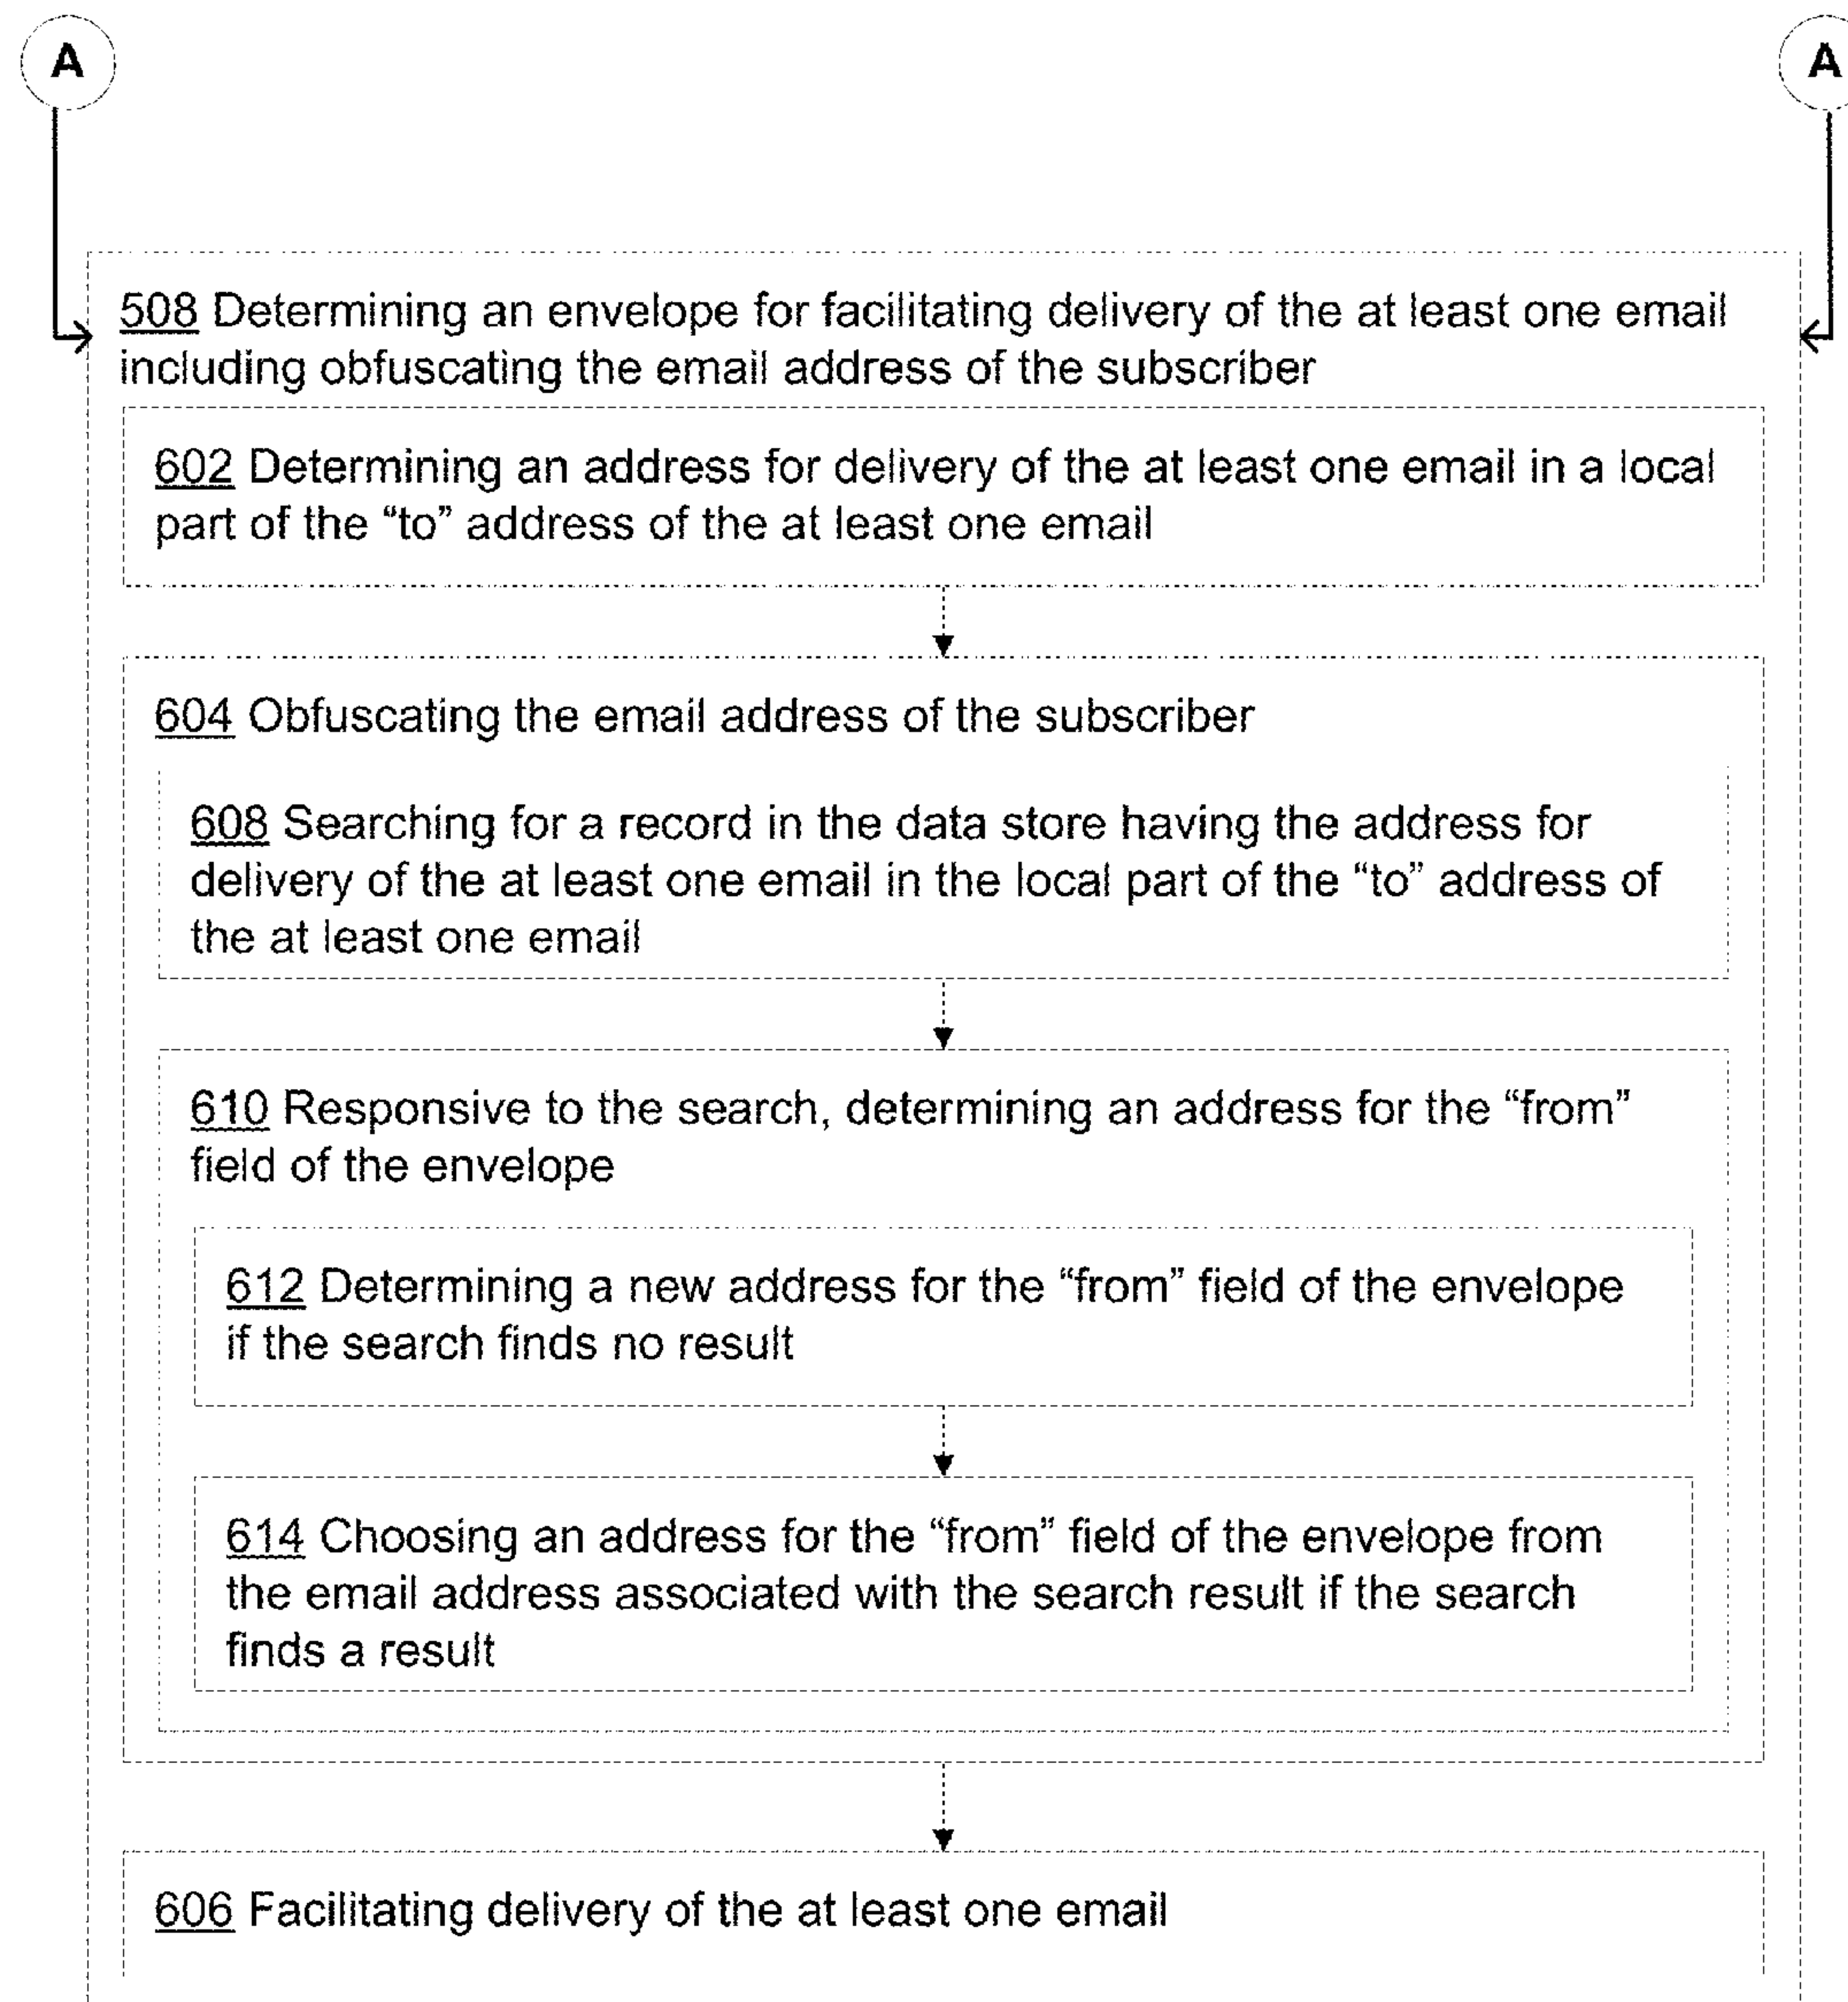 A A
508 Determining an envelope for facilitating delivery of the at least one email
including obfuscating the email address of the subscriber
602 Determining an address for delivery of the at least one email in a local
part of the “to” address of the at least one email
604 Obfuscating the email address of the subscriber
608 Searching for a record in the data store having the address for
delivery of the at least one email in the local part of the “to” address of
the at least one email
610 Responsive to the search, determining an address for the “from”
field of the envelope
612 Determining a new address for the “from” field of the envelope
if the search finds no result
614 Choosing an address for the “from” field of the envelope from
the email address associated with the search result if the search
finds a result
606 Facilitating delivery of the at least one email